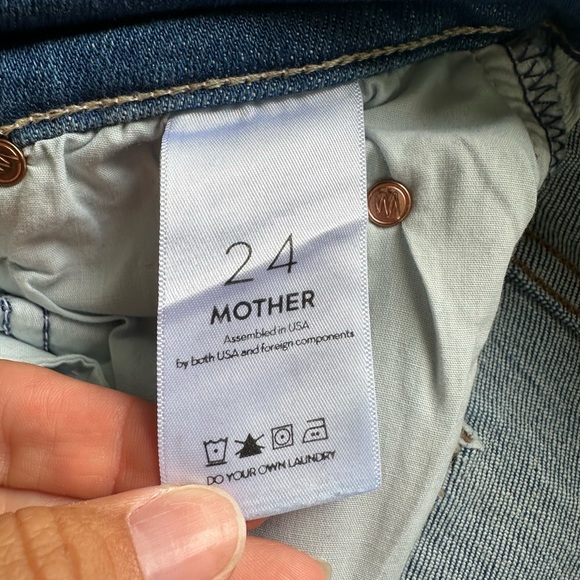 24
MOTHER
Assembled in USA
by both USA and foreign components
DO YOUR OWN LAUNDRY